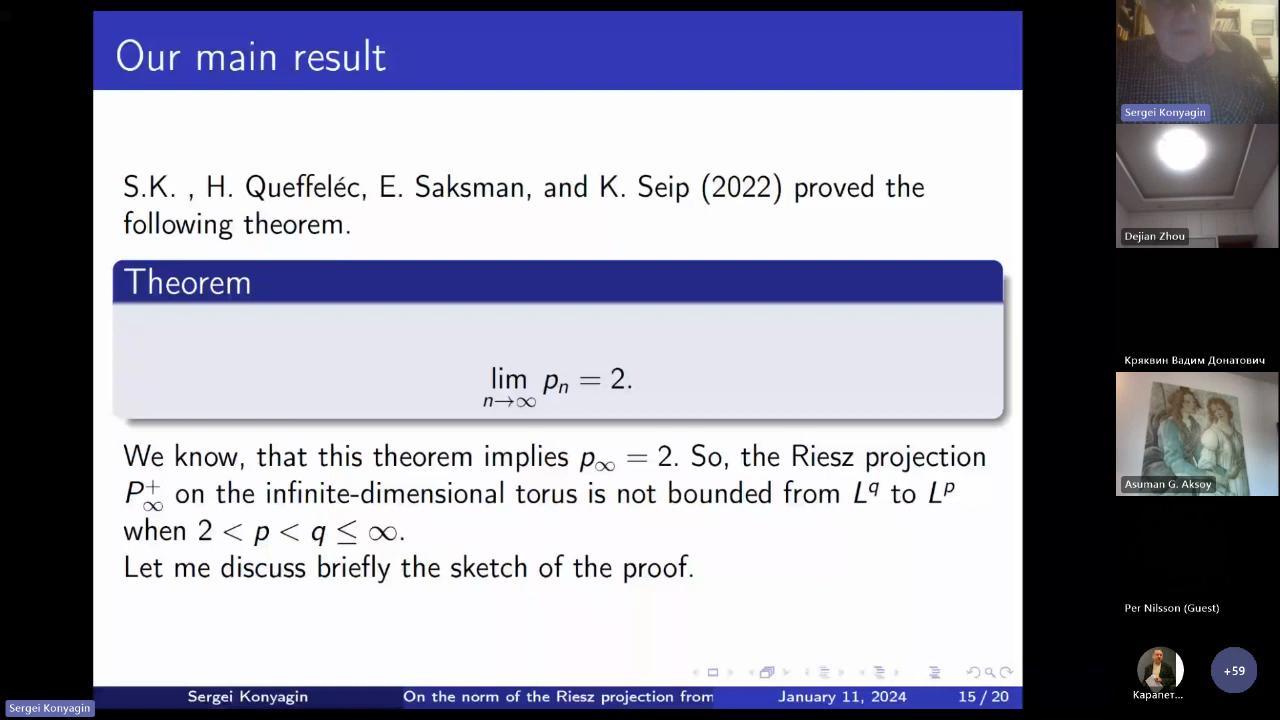 Our main result
S.K. , H. Queffeléc, E. Saksman, and K. Seip (2022) proved the
following theorem.
Theorem
lim p_n = 2.
n→∞
We know, that this theorem implies p_∞ = 2. So, the Riesz projection
P_∞^+ on the infinite-dimensional torus is not bounded from L^q to L^p
when 2 < p < q ≤ ∞.
Let me discuss briefly the sketch of the proof.
Sergei Konyagin
On the norm of the Riesz projection from
January 11, 2024
15 / 20
Sergei Konyagin
Sergei Konyagin
Dejian Zhou
Кряквин Вадим Донатович
Asuman G. Aksoy
Per Nilsson (Guest)
Карапет...
+59